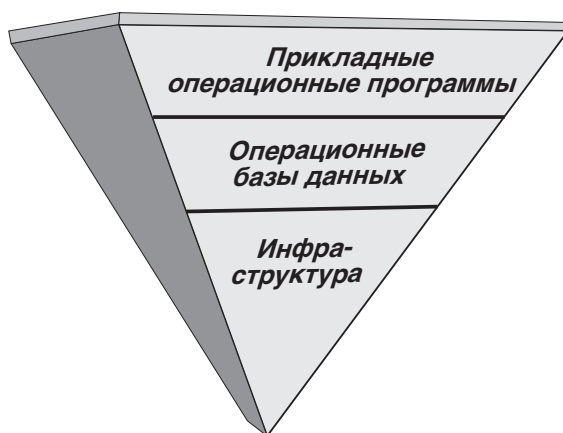 Прикладные
операционные программы
Операционные
базы данных
Инфра-
структура